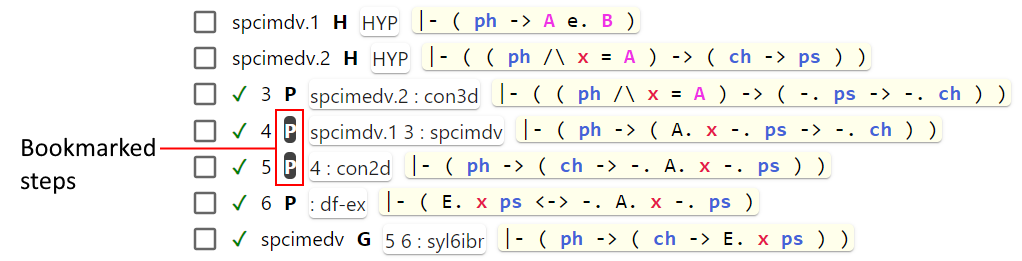 spcimdv.1 H HYP |- ( ph -> A e. B )
spcimedv.2 H HYP |- ( ( ph /\ x = A ) -> ( ch -> ps ) )
3 P spcimedv.2 : con3d |- ( ( ph /\ x = A ) -> ( -. ps -> -. ch ) )
4 P spcimdv.1 3 : spcimdv |- ( ph -> ( A. x -. ps -> -. ch ) )
Bookmarked
steps
5 P 4 : con2d |- ( ph -> ( ch -> -. A. x -. ps ) )
6 P : df-ex |- ( E. x ps <-> -. A. x -. ps )
spcimedv G 5 6 : syl6ibr |- ( ph -> ( ch -> E. x ps ) )